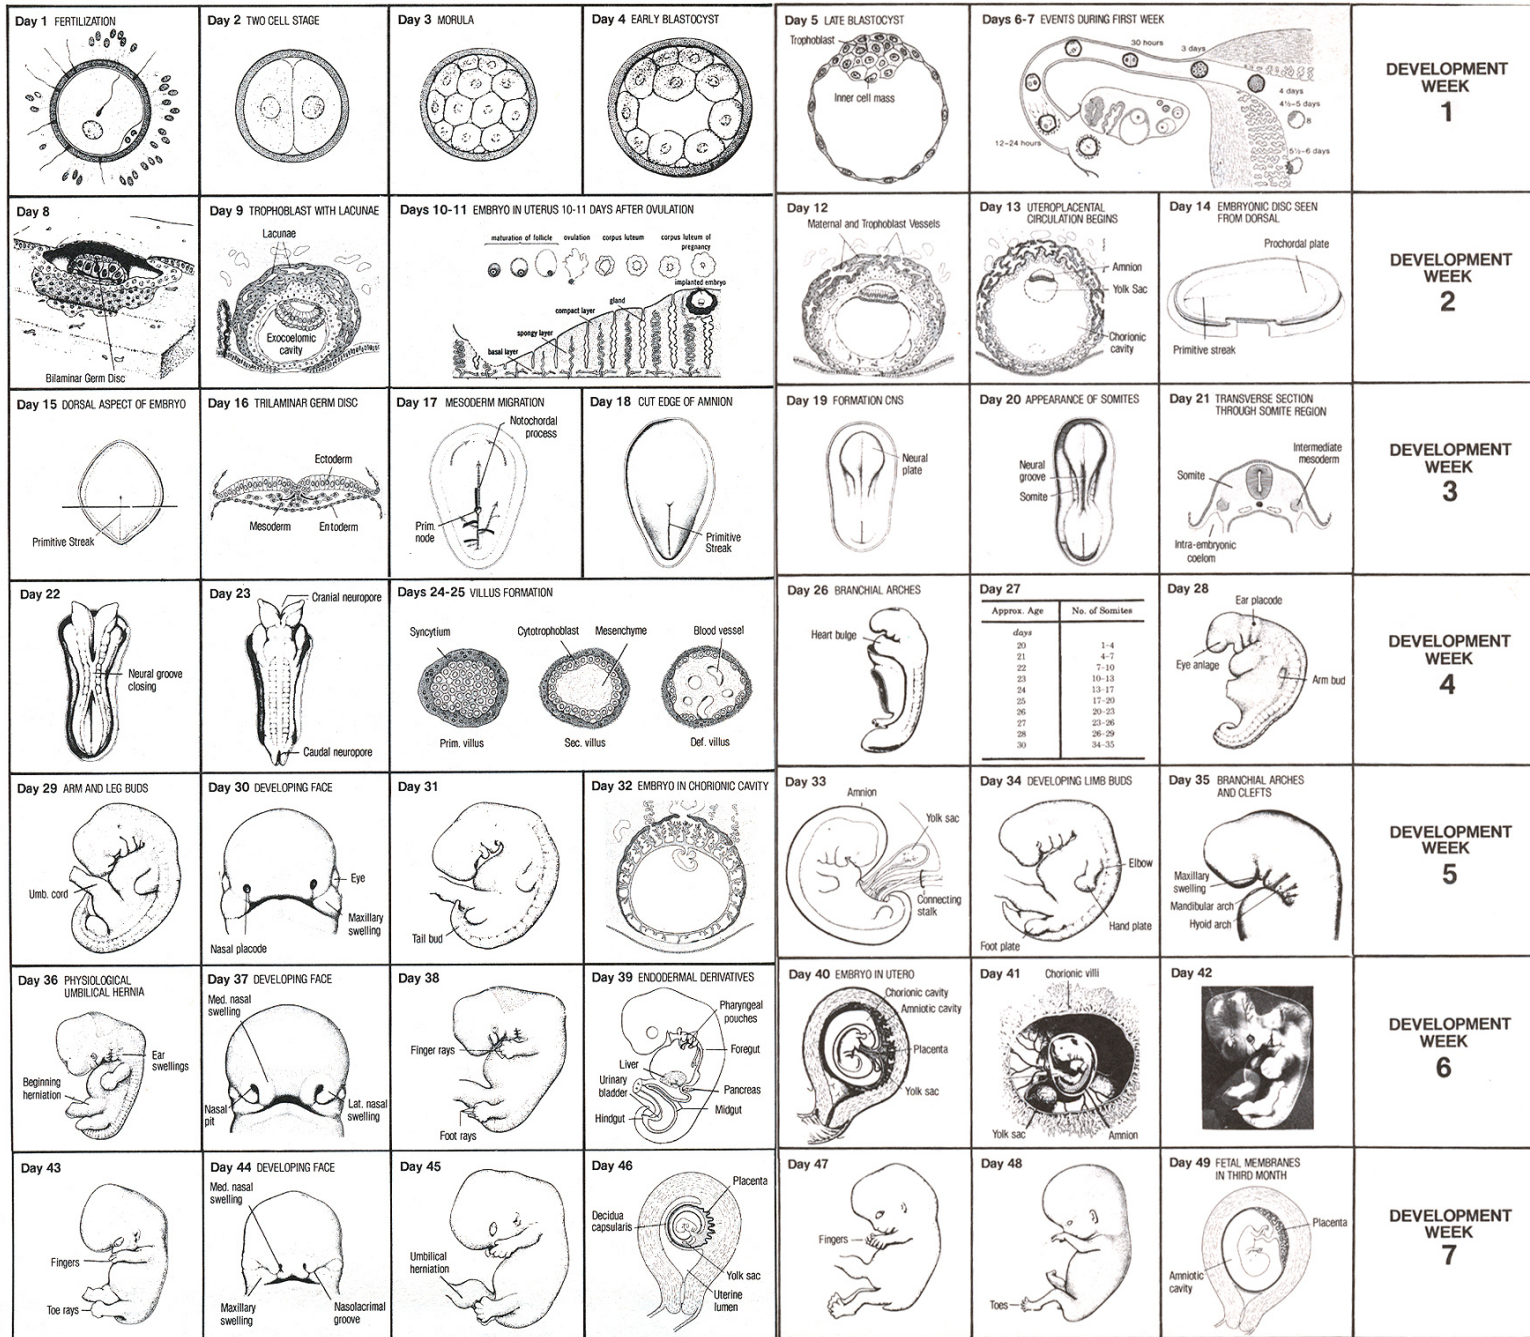 Day 1 FERTILIZATION
Day 2 TWO CELL STAGE
Day 3 MORULA
Day 4 EARLY BLASTOCYST
Day 5 LATE BLASTOCYST
Trophoblast
Inner cell mass
Days 6-7 EVENTS DURING FIRST WEEK
30 hours
3 days
4 days
4½–5 days
8
5½–6 days
12–24 hours
DEVELOPMENT
WEEK
1
Day 8
Bilaminar Germ Disc
Day 9 TROPHOBLAST WITH LACUNAE
Lacunae
Exocoelomic
cavity
Days 10-11 EMBRYO IN UTERUS 10-11 DAYS AFTER OVULATION
maturation of follicle
ovulation
corpus luteum
corpus luteum of
pregnancy
implanted embryo
gland
compact layer
spongy layer
basal layer
Day 12
Maternal and Trophoblast Vessels
Day 13 UTEROPLACENTAL
CIRCULATION BEGINS
Amnion
Yolk Sac
Chorionic
cavity
Day 14 EMBRYONIC DISC SEEN
FROM DORSAL
Prochordal plate
Primitive streak
DEVELOPMENT
WEEK
2
Day 15 DORSAL ASPECT OF EMBRYO
Primitive Streak
Day 16 TRILAMINAR GERM DISC
Ectoderm
Mesoderm
Entoderm
Day 17 MESODERM MIGRATION
Notochordal
process
Prim.
node
Day 18 CUT EDGE OF AMNION
Primitive
Streak
Day 19 FORMATION CNS
Neural
plate
Day 20 APPEARANCE OF SOMITES
Neural
groove
Somite
Day 21 TRANSVERSE SECTION
THROUGH SOMITE REGION
Intermediate
mesoderm
Somite
Intra-embryonic
coelom
DEVELOPMENT
WEEK
3
Day 22
Neural groove
closing
Day 23
Cranial neuropore
Caudal neuropore
Days 24-25 VILLUS FORMATION
Syncytium
Cytotrophoblast
Mesenchyme
Blood vessel
Prim. villus
Sec. villus
Def. villus
Day 26 BRANCHIAL ARCHES
Heart bulge
Day 27
Approx. Age No. of Somites
days
20 1-4
21 4-7
22 7-10
23 10-13
24 13-17
25 17-20
26 20-23
27 23-26
28 26-29
30 34-35
Day 28
Ear placode
Eye anlage
Arm bud
DEVELOPMENT
WEEK
4
Day 29 ARM AND LEG BUDS
Umb. cord
Day 30 DEVELOPING FACE
Eye
Maxillary
swelling
Nasal placode
Day 31
Tail bud
Day 32 EMBRYO IN CHORIONIC CAVITY
Day 33
Amnion
Yolk sac
Connecting
stalk
Day 34 DEVELOPING LIMB BUDS
Elbow
Hand plate
Foot plate
Day 35 BRANCHIAL ARCHES
AND CLEFTS
Maxillary
swelling
Mandibular arch
Hyoid arch
DEVELOPMENT
WEEK
5
Day 36 PHYSIOLOGICAL
UMBILICAL HERNIA
Ear
swellings
Beginning
herniation
Day 37 DEVELOPING FACE
Med. nasal
swelling
Nasal
pit
Lat. nasal
swelling
Day 38
Finger rays
Foot rays
Day 39 ENDODERMAL DERIVATIVES
Pharyngeal
pouches
Foregut
Liver
Urinary
bladder
Pancreas
Midgut
Hindgut
Day 40 EMBRYO IN UTERO
Chorionic cavity
Amniotic cavity
Placenta
Yolk sac
Day 41
Chorionic villi
Yolk sac
Amnion
Day 42
DEVELOPMENT
WEEK
6
Day 43
Fingers
Toe rays
Day 44 DEVELOPING FACE
Med. nasal
swelling
Maxillary
swelling
Nasolacrimal
groove
Day 45
Umbilical
herniation
Day 46
Placenta
Decidua
capsularis
Yolk sac
Uterine
lumen
Day 47
Fingers
Day 48
Toes
Day 49 FETAL MEMBRANES
IN THIRD MONTH
Placenta
Amniotic
cavity
DEVELOPMENT
WEEK
7